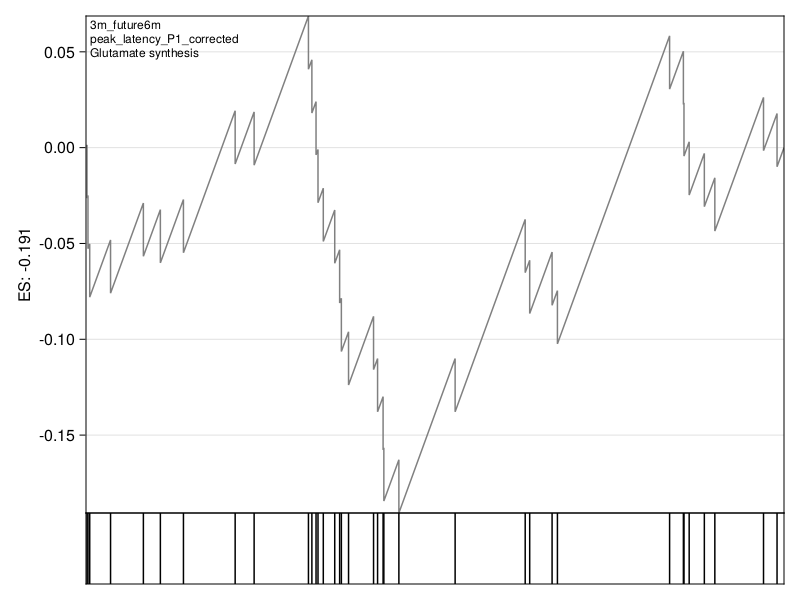 3m_future6m
peak_latency_P1_corrected
Glutamate synthesis
0.05
0.00
-0.05
-0.10
-0.15
ES: -0.191